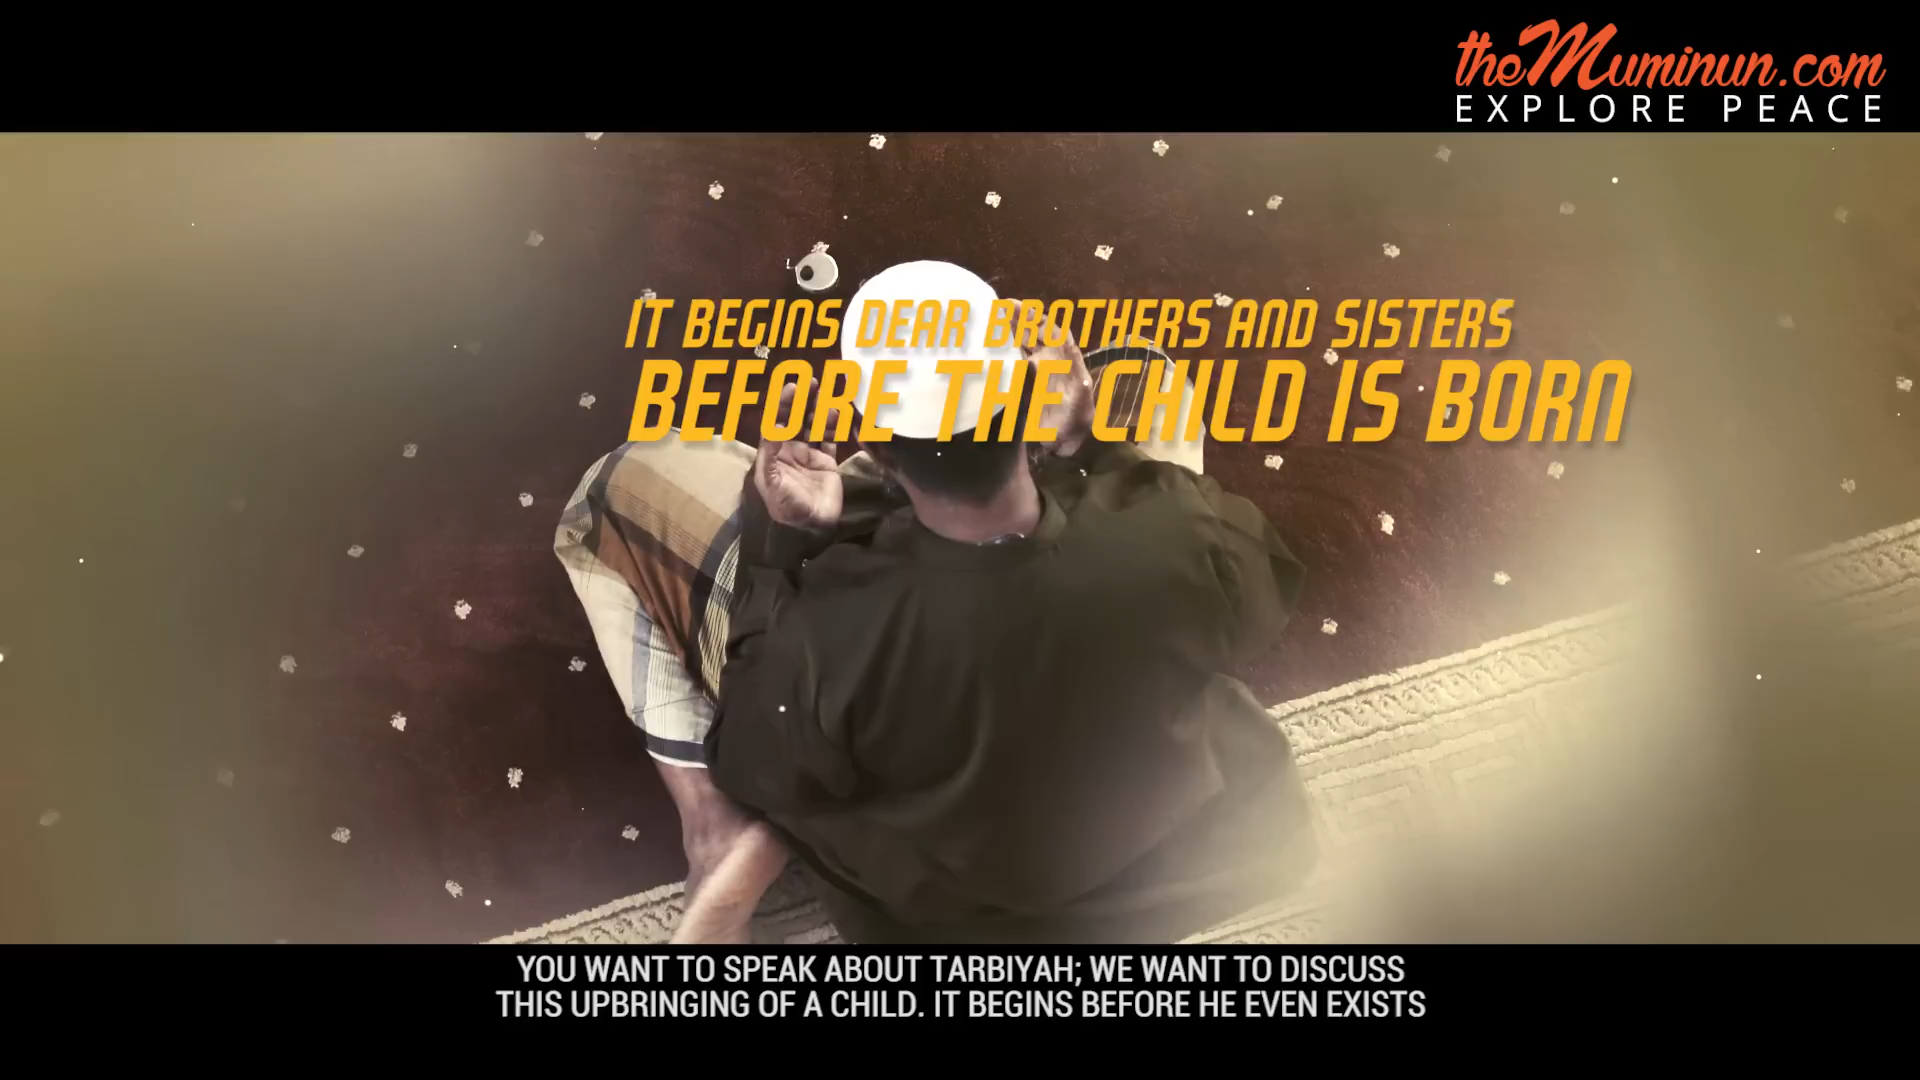 theMuminun.com
EXPLORE PEACE
IT BEGINS DEAR BROTHERS AND SISTERS
BEFORE THE CHILD IS BORN
YOU WANT TO SPEAK ABOUT TARBIYAH; WE WANT TO DISCUSS
THIS UPBRINGING OF A CHILD. IT BEGINS BEFORE HE EVEN EXISTS